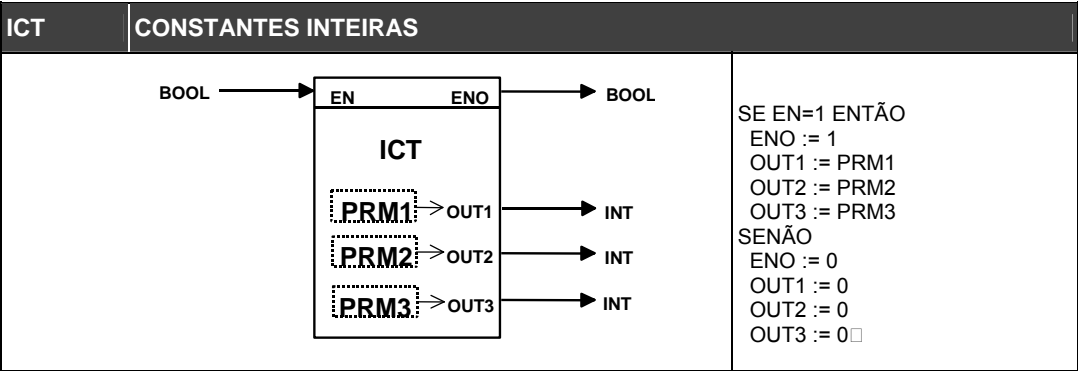 ICT CONSTANTES INTEIRAS
BOOL EN ENO BOOL
ICT
PRM1 OUT1 INT
PRM2 OUT2 INT
PRM3 OUT3 INT
SE EN=1 ENTÃO
ENO := 1
OUT1 := PRM1
OUT2 := PRM2
OUT3 := PRM3
SENÃO
ENO := 0
OUT1 := 0
OUT2 := 0
OUT3 := 0□